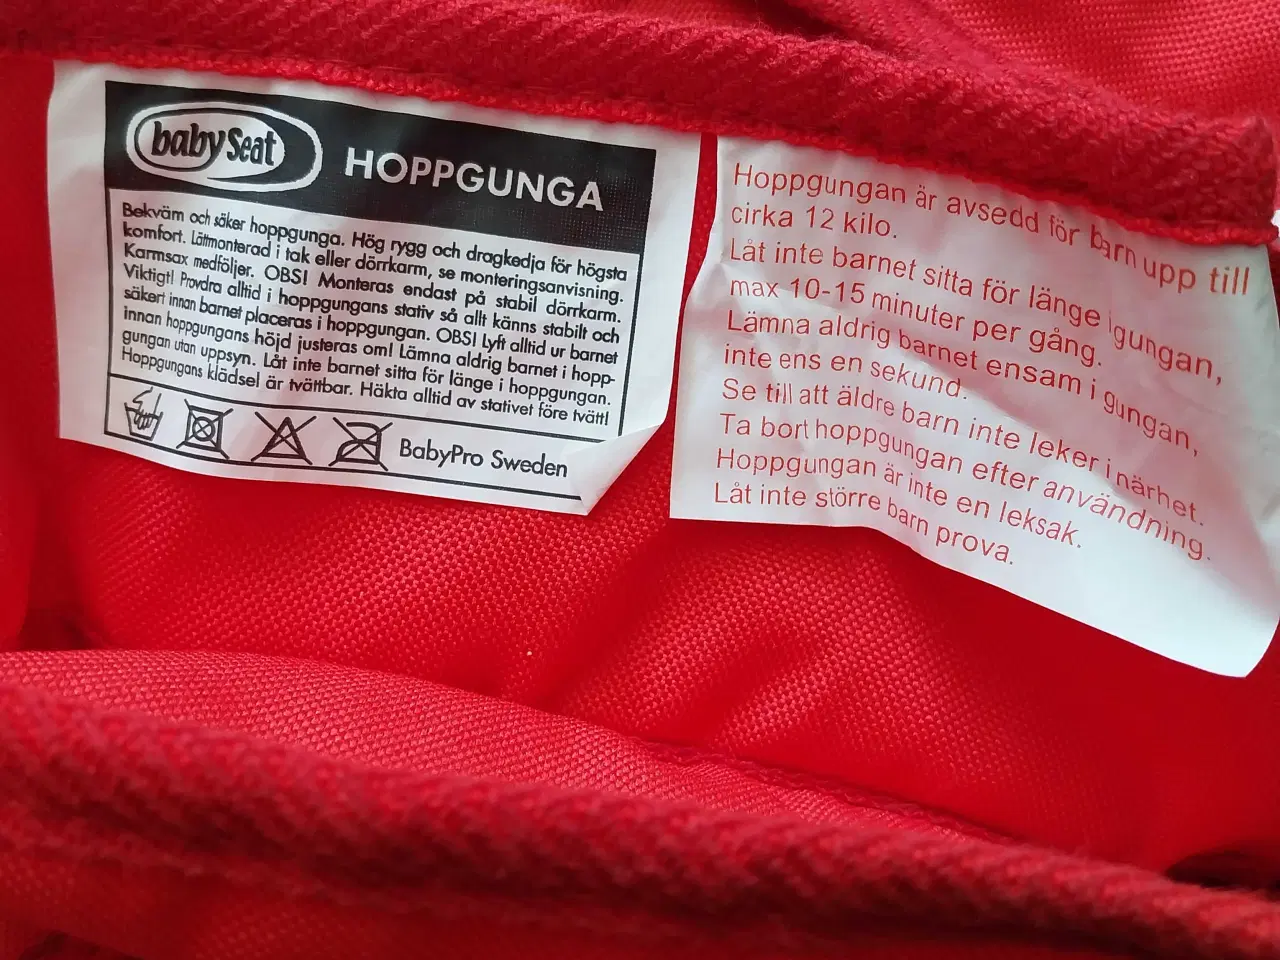 baby Seat
HOPPGUNGA
Bekväm och säker hoppgunga. Hög rygg och dragkedja för högsta
komfort. Lättmonterad i tak eller dörrkarm, se monteringsanvisning.
Karmsax medföljer. OBS! Monteras endast på stabil dörrkarm.
Viktigt! Provdra alltid i hoppgungans stativ så allt känns stabilt och
säkert innan barnet placeras i hoppgungan. OBS! Lyft alltid ur barnet
innan hoppgungans höjd justeras om! Lämna aldrig barnet i hopp-
gungan utan uppsyn. Låt inte barnet sitta för länge i hoppgungan.
Hoppgungans klädsel är tvättbar. Häkta alltid av stativet före tvätt!
BabyPro Sweden
Hoppgungan är avsedd för barn upp till
cirka 12 kilo.
Låt inte barnet sitta för länge i gungan,
max 10-15 minuter per gång.
Lämna aldrig barnet ensam i gungan,
inte ens en sekund.
Se till att äldre barn inte leker i närhet.
Ta bort hoppgungan efter användning.
Hoppgungan är inte en leksak.
Låt inte större barn prova.